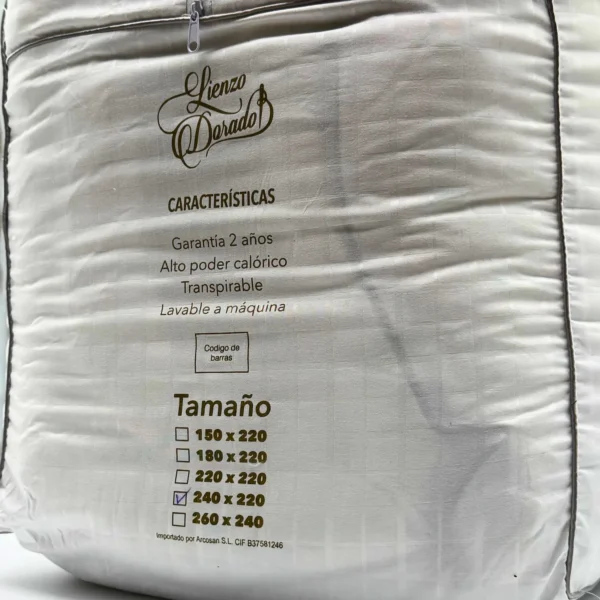 Lienzo
Dorado
CARACTERÍSTICAS
Garantía 2 años
Alto poder calórico
Transpirable
Lavable a máquina
Codigo de
barras
Tamaño
150 x 220
180 x 220
220 x 220
240 x 220
260 x 240
Importado por Arcosan S.L. CIF B37581246